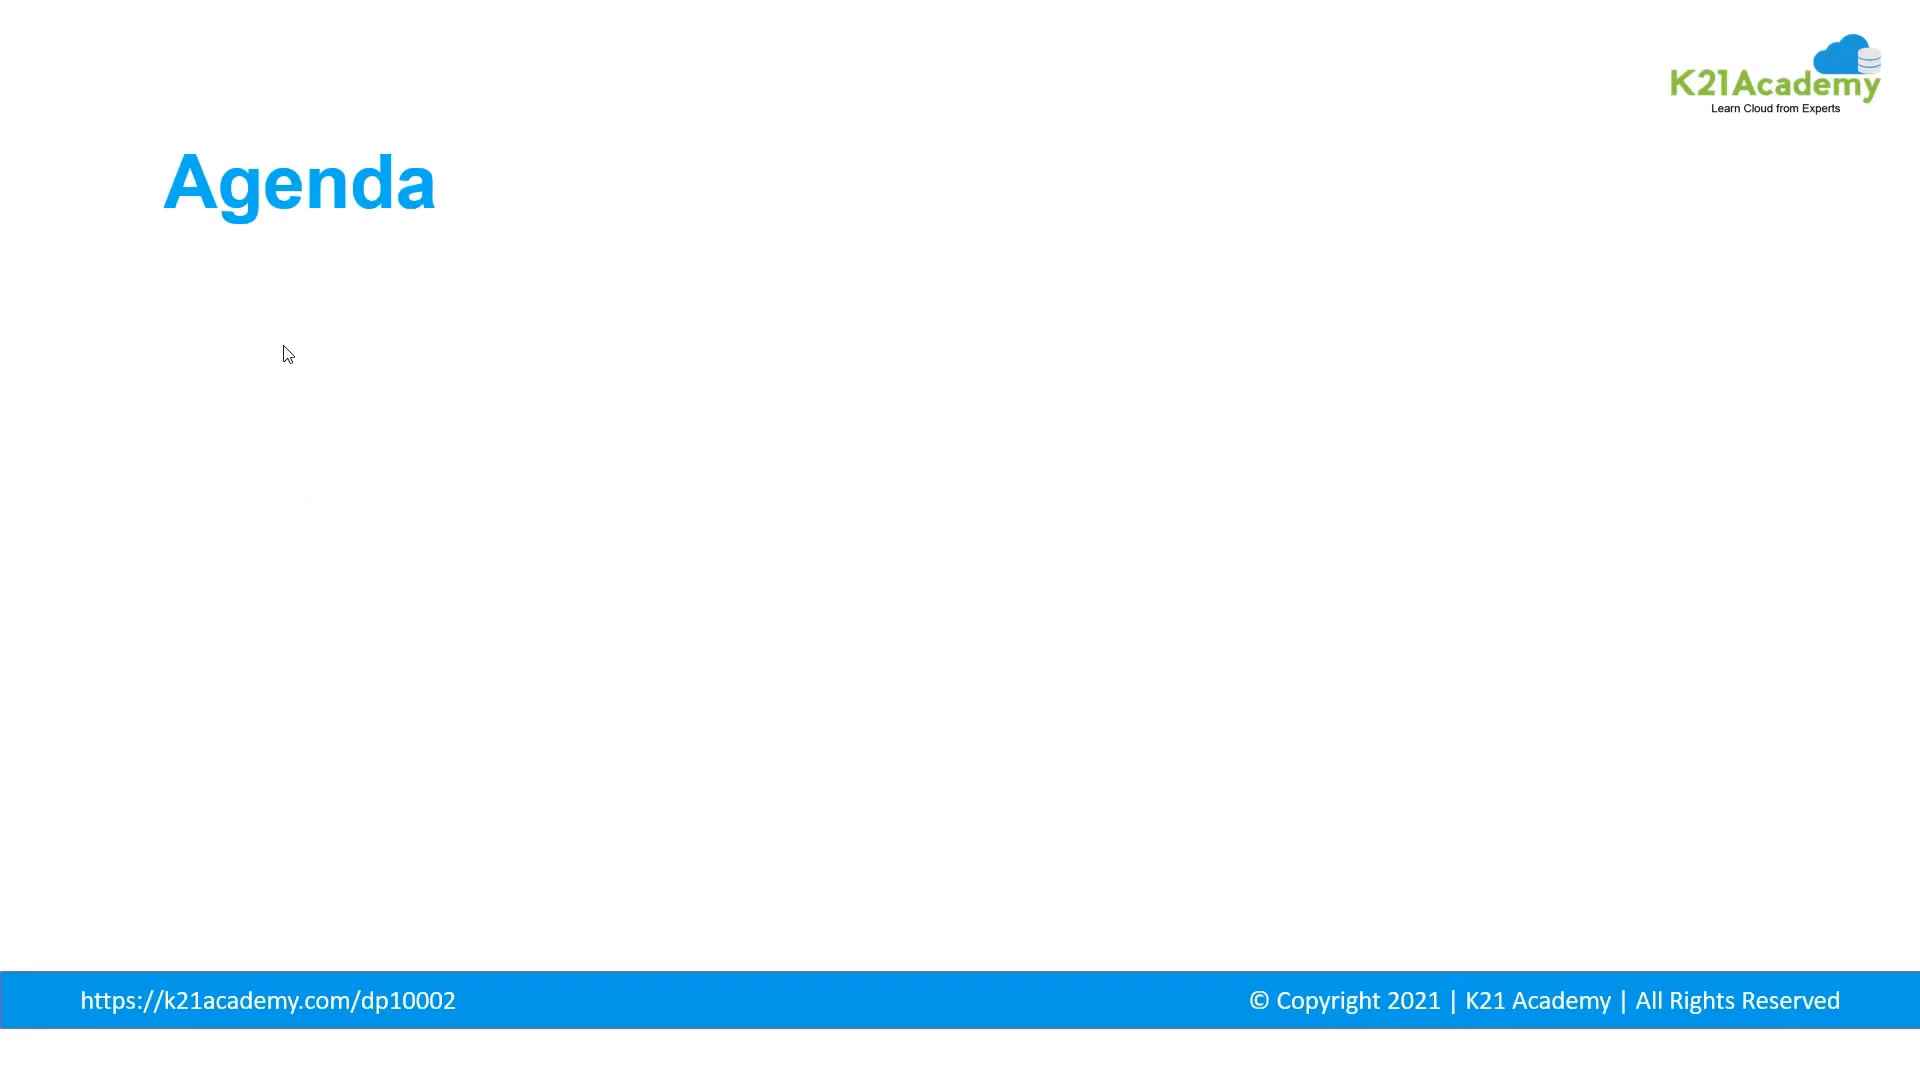 K21Academy
Learn Cloud from Experts
Agenda
https://k21academy.com/dp10002
© Copyright 2021 | K21 Academy | All Rights Reserved